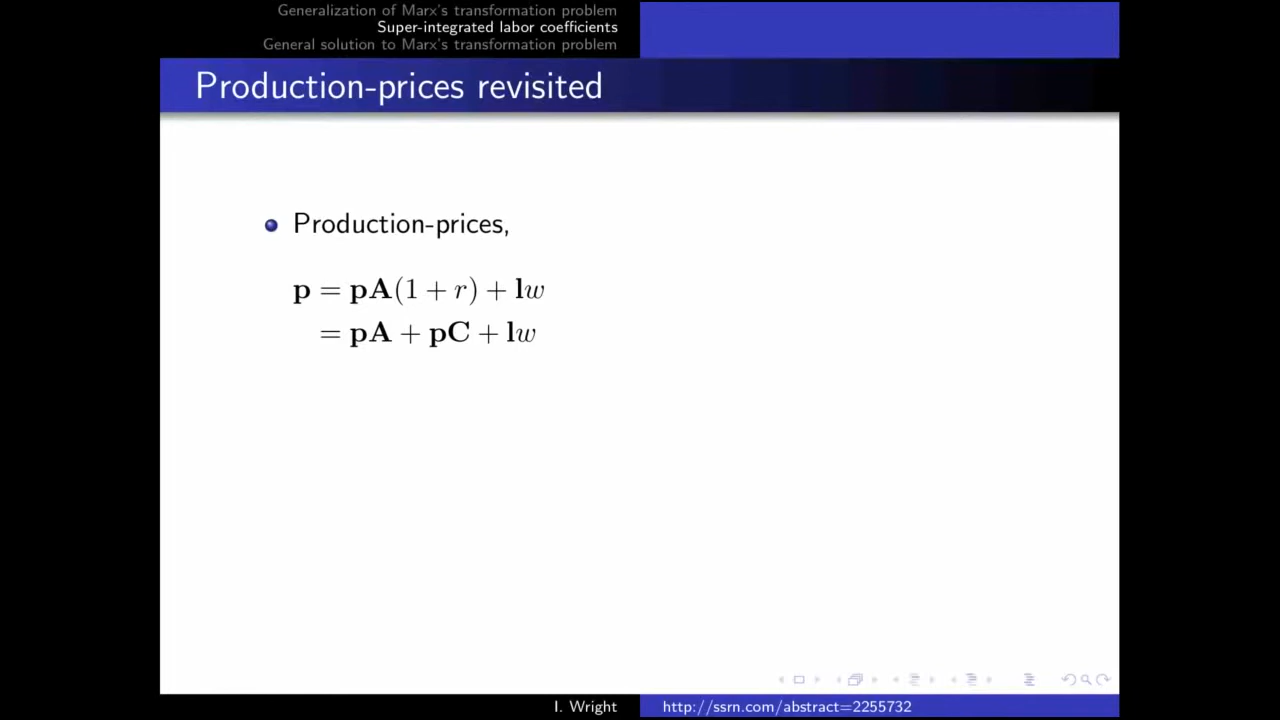 Generalization of Marx's transformation problem
Super-integrated labor coefficients
General solution to Marx's transformation problem
Production-prices revisited
Production-prices,
p = pA(1 + r) + lw
= pA + pC + lw
I. Wright
http://ssrn.com/abstract=2255732